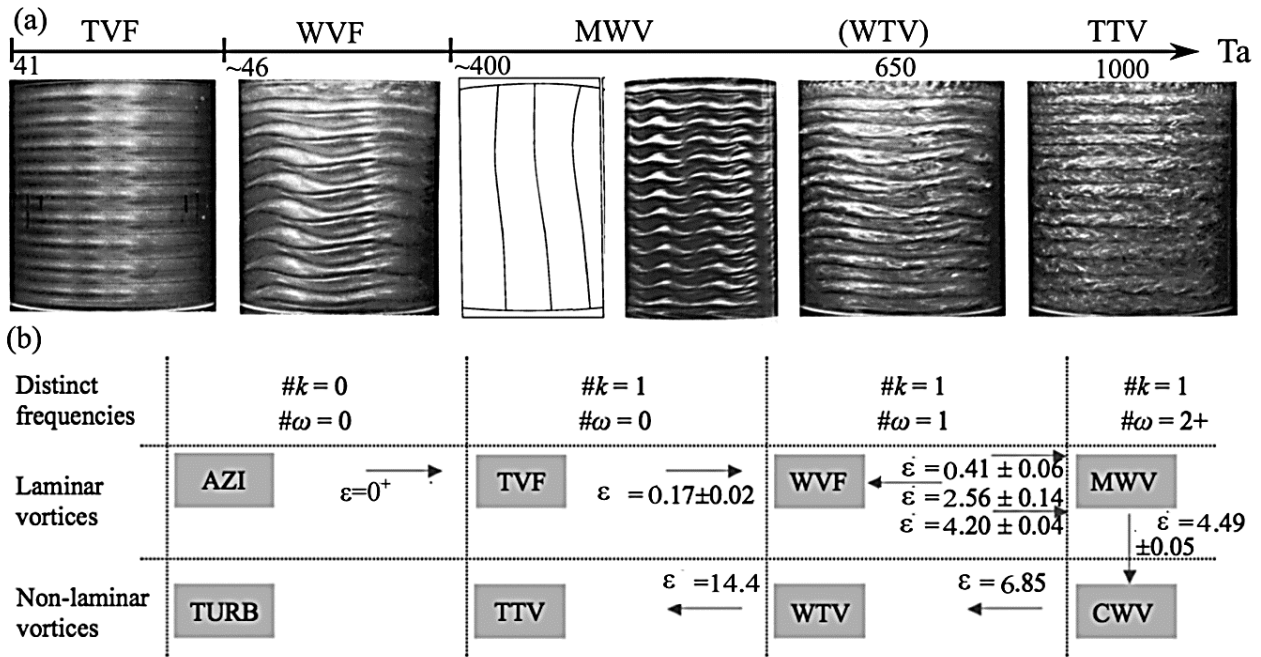 (a)
TVF WVF MWV (WTV) TTV
Ta
41 ~46 ~400 650 1000
(b)
Distinct frequencies
#k = 0 #k = 1 #k = 1 #k = 1
#ω = 0 #ω = 0 #ω = 1 #ω = 2+
Laminar vortices
AZI
ε=0⁺
TVF
ε =0.17±0.02
WVF
ε =0.41 ± 0.06
ε =2.56 ± 0.14
ε =4.20 ± 0.04
MWV
ε =4.49
±0.05
Non-laminar vortices
TURB
TTV
ε =14.4
WTV
ε = 6.85
CWV